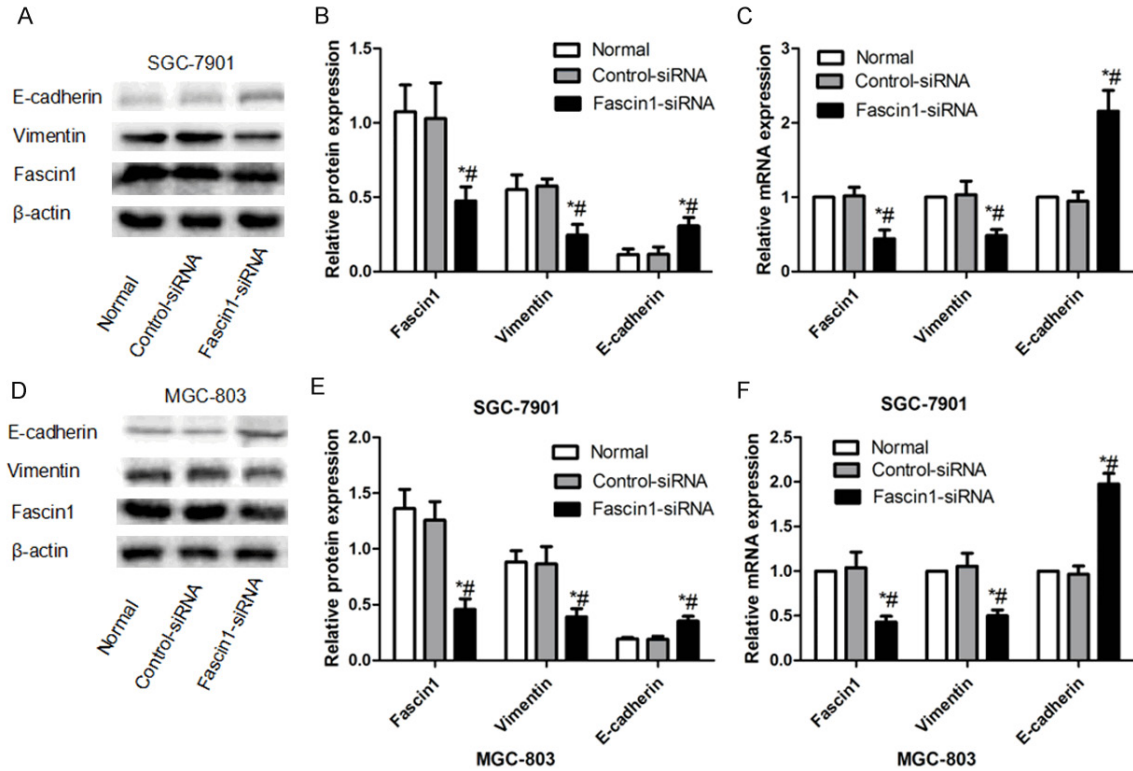 A
SGC-7901
E-cadherin
Vimentin
Fascin1
β-actin
Normal
Control-siRNA
Fascin1-siRNA
B
Relative protein expression
1.5
1.0
0.5
0.0
Normal
Control-siRNA
Fascin1-siRNA
*#
*#
*#
Fascin1
Vimentin
E-cadherin
SGC-7901
C
Relative mRNA expression
3
2
1
0
Normal
Control-siRNA
Fascin1-siRNA
*#
*#
*#
Fascin1
Vimentin
E-cadherin
SGC-7901
D
MGC-803
E-cadherin
Vimentin
Fascin1
β-actin
Normal
Control-siRNA
Fascin1-siRNA
E
Relative protein expression
2.0
1.5
1.0
0.5
0.0
Normal
Control-siRNA
Fascin1-siRNA
*#
*#
*#
Fascin1
Vimentin
E-cadherin
MGC-803
F
Relative mRNA expression
2.5
2.0
1.5
1.0
0.5
0.0
Normal
Control-siRNA
Fascin1-siRNA
*#
*#
*#
Fascin1
Vimentin
E-cadherin
MGC-803